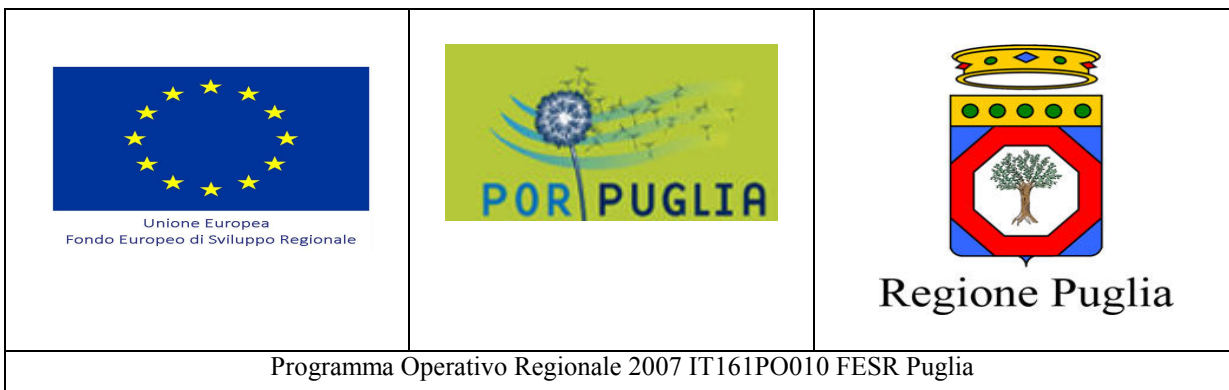 Unione Europea
Fondo Europeo di Sviluppo Regionale
POR PUGLIA
Regione Puglia
Programma Operativo Regionale 2007 IT161PO010 FESR Puglia